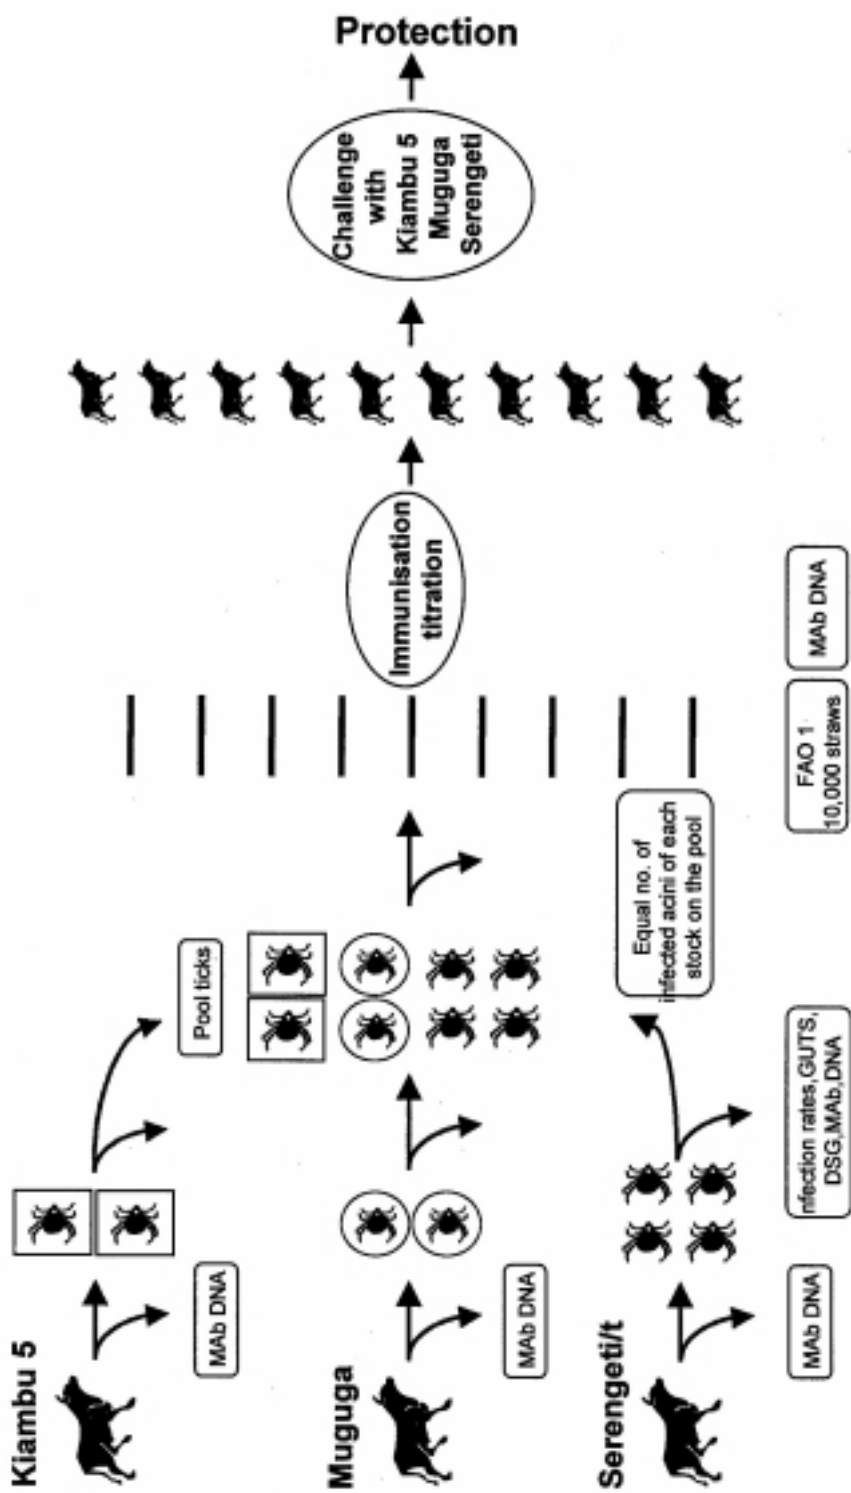 Kiambu 5
MAb DNA
Muguga
MAb DNA
Serengeti/t
MAb DNA
Pool ticks
nfection rates,GUTS,
DSG,MAb,DNA
Equal no. of
infected acini of each
stock on the pool
FAO 1
10,000 straws
MAb DNA
Immunisation
titration
Challenge
with
Kiambu 5
Muguga
Serengeti
Protection